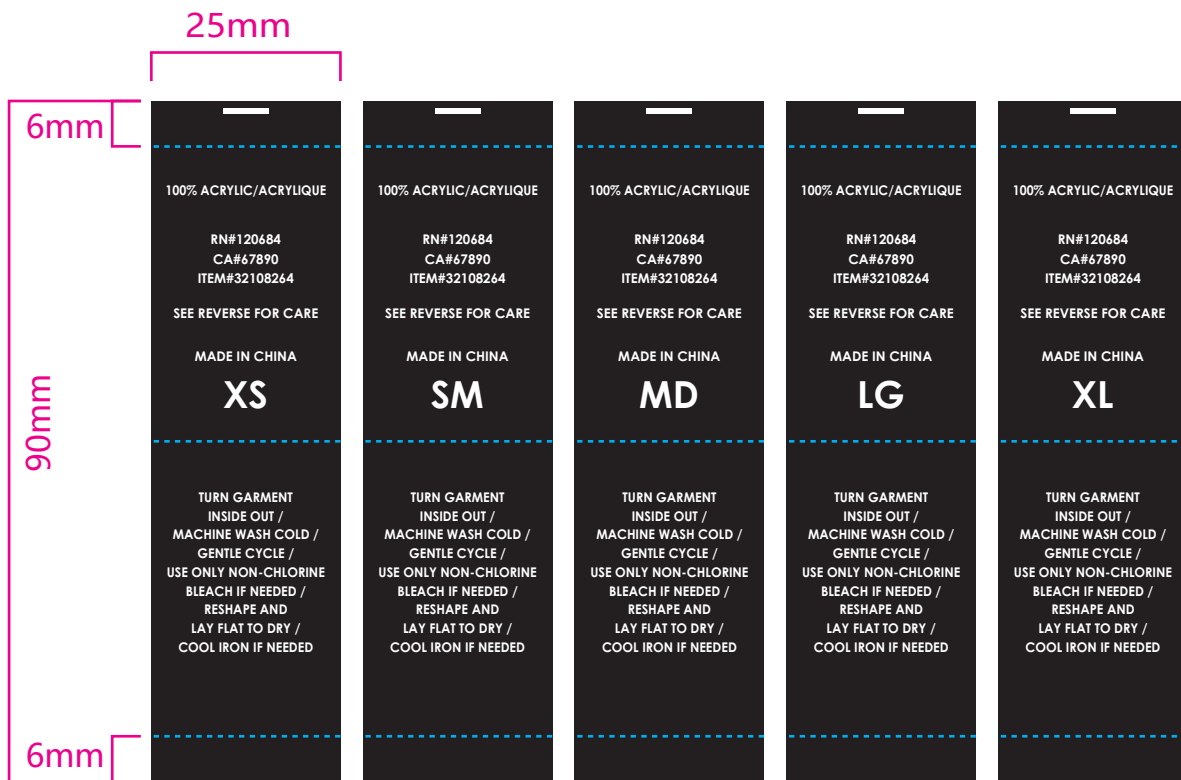 25mm
6mm
90mm
6mm
100% ACRYLIC/ACRYLIQUE
RN#120684
CA#67890
ITEM#32108264
SEE REVERSE FOR CARE
MADE IN CHINA
XS
TURN GARMENT
INSIDE OUT /
MACHINE WASH COLD /
GENTLE CYCLE /
USE ONLY NON-CHLORINE
BLEACH IF NEEDED /
RESHAPE AND
LAY FLAT TO DRY /
COOL IRON IF NEEDED
100% ACRYLIC/ACRYLIQUE
RN#120684
CA#67890
ITEM#32108264
SEE REVERSE FOR CARE
MADE IN CHINA
SM
TURN GARMENT
INSIDE OUT /
MACHINE WASH COLD /
GENTLE CYCLE /
USE ONLY NON-CHLORINE
BLEACH IF NEEDED /
RESHAPE AND
LAY FLAT TO DRY /
COOL IRON IF NEEDED
100% ACRYLIC/ACRYLIQUE
RN#120684
CA#67890
ITEM#32108264
SEE REVERSE FOR CARE
MADE IN CHINA
MD
TURN GARMENT
INSIDE OUT /
MACHINE WASH COLD /
GENTLE CYCLE /
USE ONLY NON-CHLORINE
BLEACH IF NEEDED /
RESHAPE AND
LAY FLAT TO DRY /
COOL IRON IF NEEDED
100% ACRYLIC/ACRYLIQUE
RN#120684
CA#67890
ITEM#32108264
SEE REVERSE FOR CARE
MADE IN CHINA
LG
TURN GARMENT
INSIDE OUT /
MACHINE WASH COLD /
GENTLE CYCLE /
USE ONLY NON-CHLORINE
BLEACH IF NEEDED /
RESHAPE AND
LAY FLAT TO DRY /
COOL IRON IF NEEDED
100% ACRYLIC/ACRYLIQUE
RN#120684
CA#67890
ITEM#32108264
SEE REVERSE FOR CARE
MADE IN CHINA
XL
TURN GARMENT
INSIDE OUT /
MACHINE WASH COLD /
GENTLE CYCLE /
USE ONLY NON-CHLORINE
BLEACH IF NEEDED /
RESHAPE AND
LAY FLAT TO DRY /
COOL IRON IF NEEDED